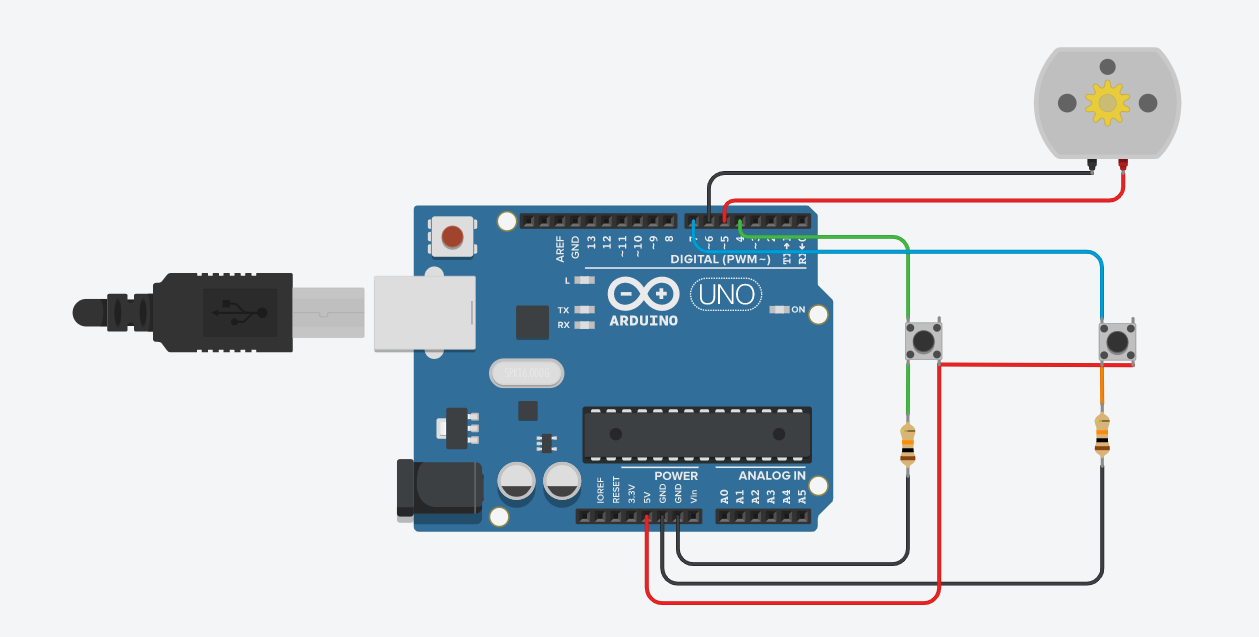 AREF
GND
13
12
~11
~10
~9
8
7
~6
~5
4
~3
2
TX→1
RX←0
DIGITAL (PWM~)
L
TX
RX
ARDUINO
UNO
ON
POWER
ANALOG IN
IOREF
RESET
3.3V
5V
GND
GND
Vin
A0
A1
A2
A3
A4
A5